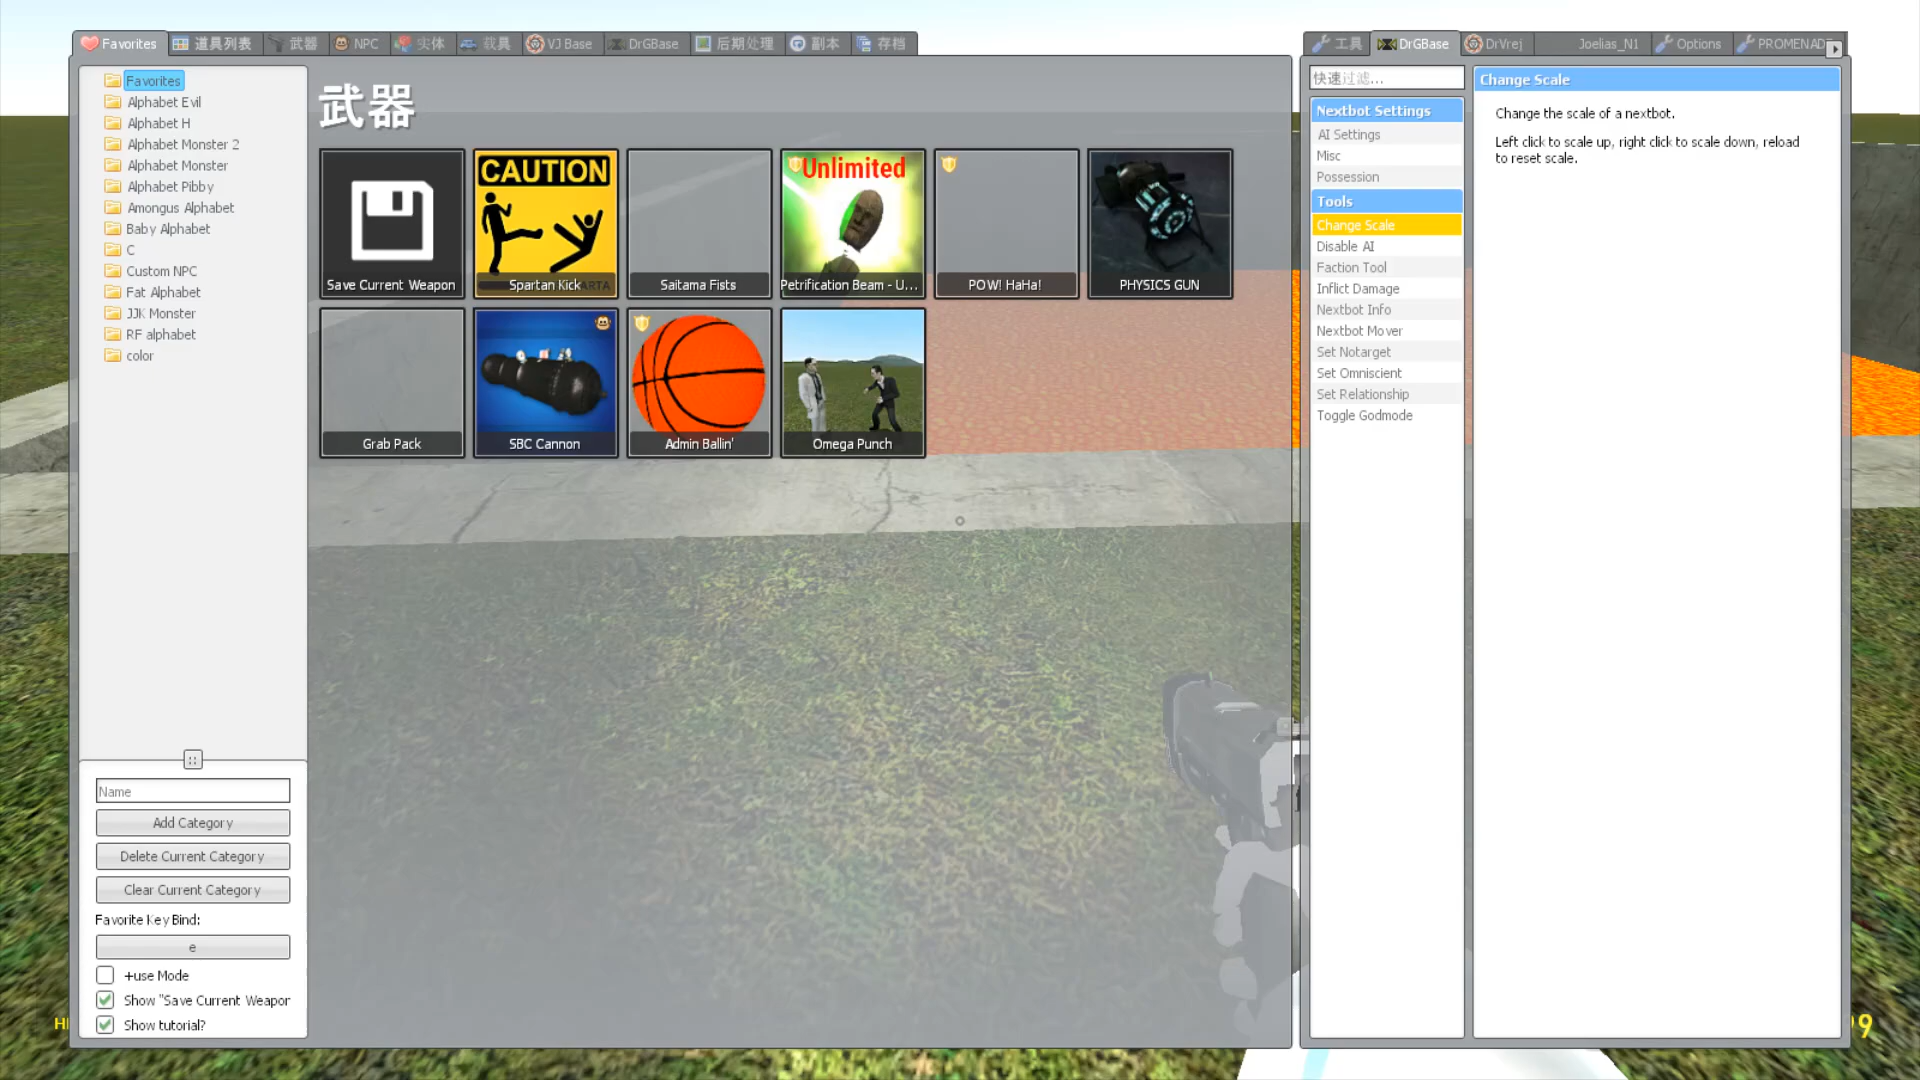 Favorites
道具列表
武器
NPC
实体
载具
VJ Base
DrGBase
后期处理
副本
存档
工具
DrGBase
DrVrej
Joelias_N1
Options
PROMENAD
Favorites
Alphabet Evil
Alphabet H
Alphabet Monster 2
Alphabet Monster
Alphabet Pibby
Amongus Alphabet
Baby Alphabet
C
Custom NPC
Fat Alphabet
JJK Monster
RF alphabet
color
Name
Add Category
Delete Current Category
Clear Current Category
Favorite Key Bind:
e
+use Mode
Show "Save Current Weapon
Show tutorial?
武器
Save Current Weapon
CAUTION
Spartan Kick
Saitama Fists
Unlimited
Petrification Beam - U...
POW! HaHa!
PHYSICS GUN
Grab Pack
SBC Cannon
Admin Ballin'
Omega Punch
快速过滤...
Nextbot Settings
AI Settings
Misc
Possession
Tools
Change Scale
Disable AI
Faction Tool
Inflict Damage
Nextbot Info
Nextbot Mover
Set Notarget
Set Omniscient
Set Relationship
Toggle Godmode
Change Scale
Change the scale of a nextbot.
Left click to scale up, right click to scale down, reload
to reset scale.